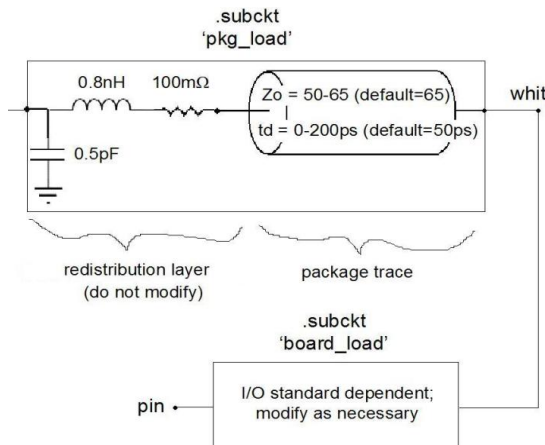 .subckt
'pkg_load'
0.8nH
100mΩ
Zo = 50-65 (default=65)
td = 0-200ps (default=50ps)
whit
0.5pF
redistribution layer
(do not modify)
package trace
.subckt
'board_load'
pin
I/O standard dependent;
modify as necessary